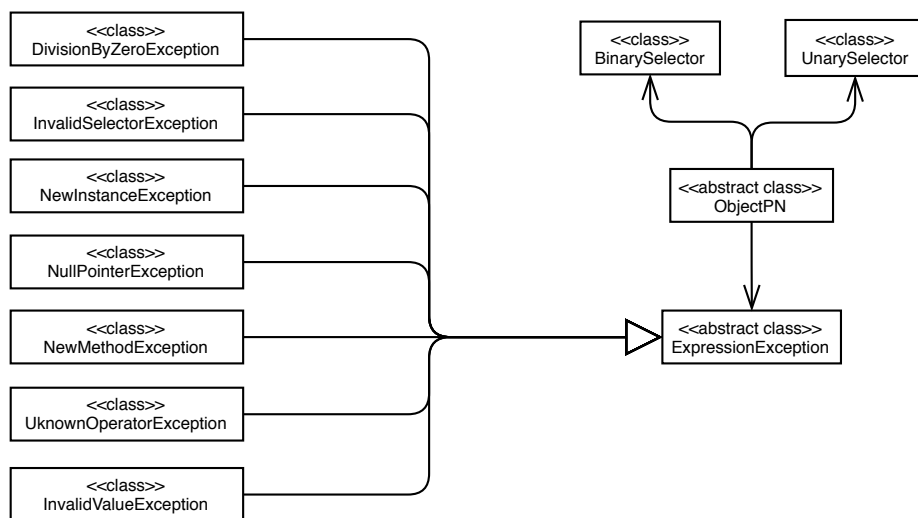 <<class>>
DivisionByZeroException
<<class>>
InvalidSelectorException
<<class>>
NewInstanceException
<<class>>
NullPointerException
<<class>>
NewMethodException
<<class>>
UknownOperatorException
<<class>>
InvalidValueException
<<class>>
BinarySelector
<<class>>
UnarySelector
<<abstract class>>
ObjectPN
<<abstract class>>
ExpressionException